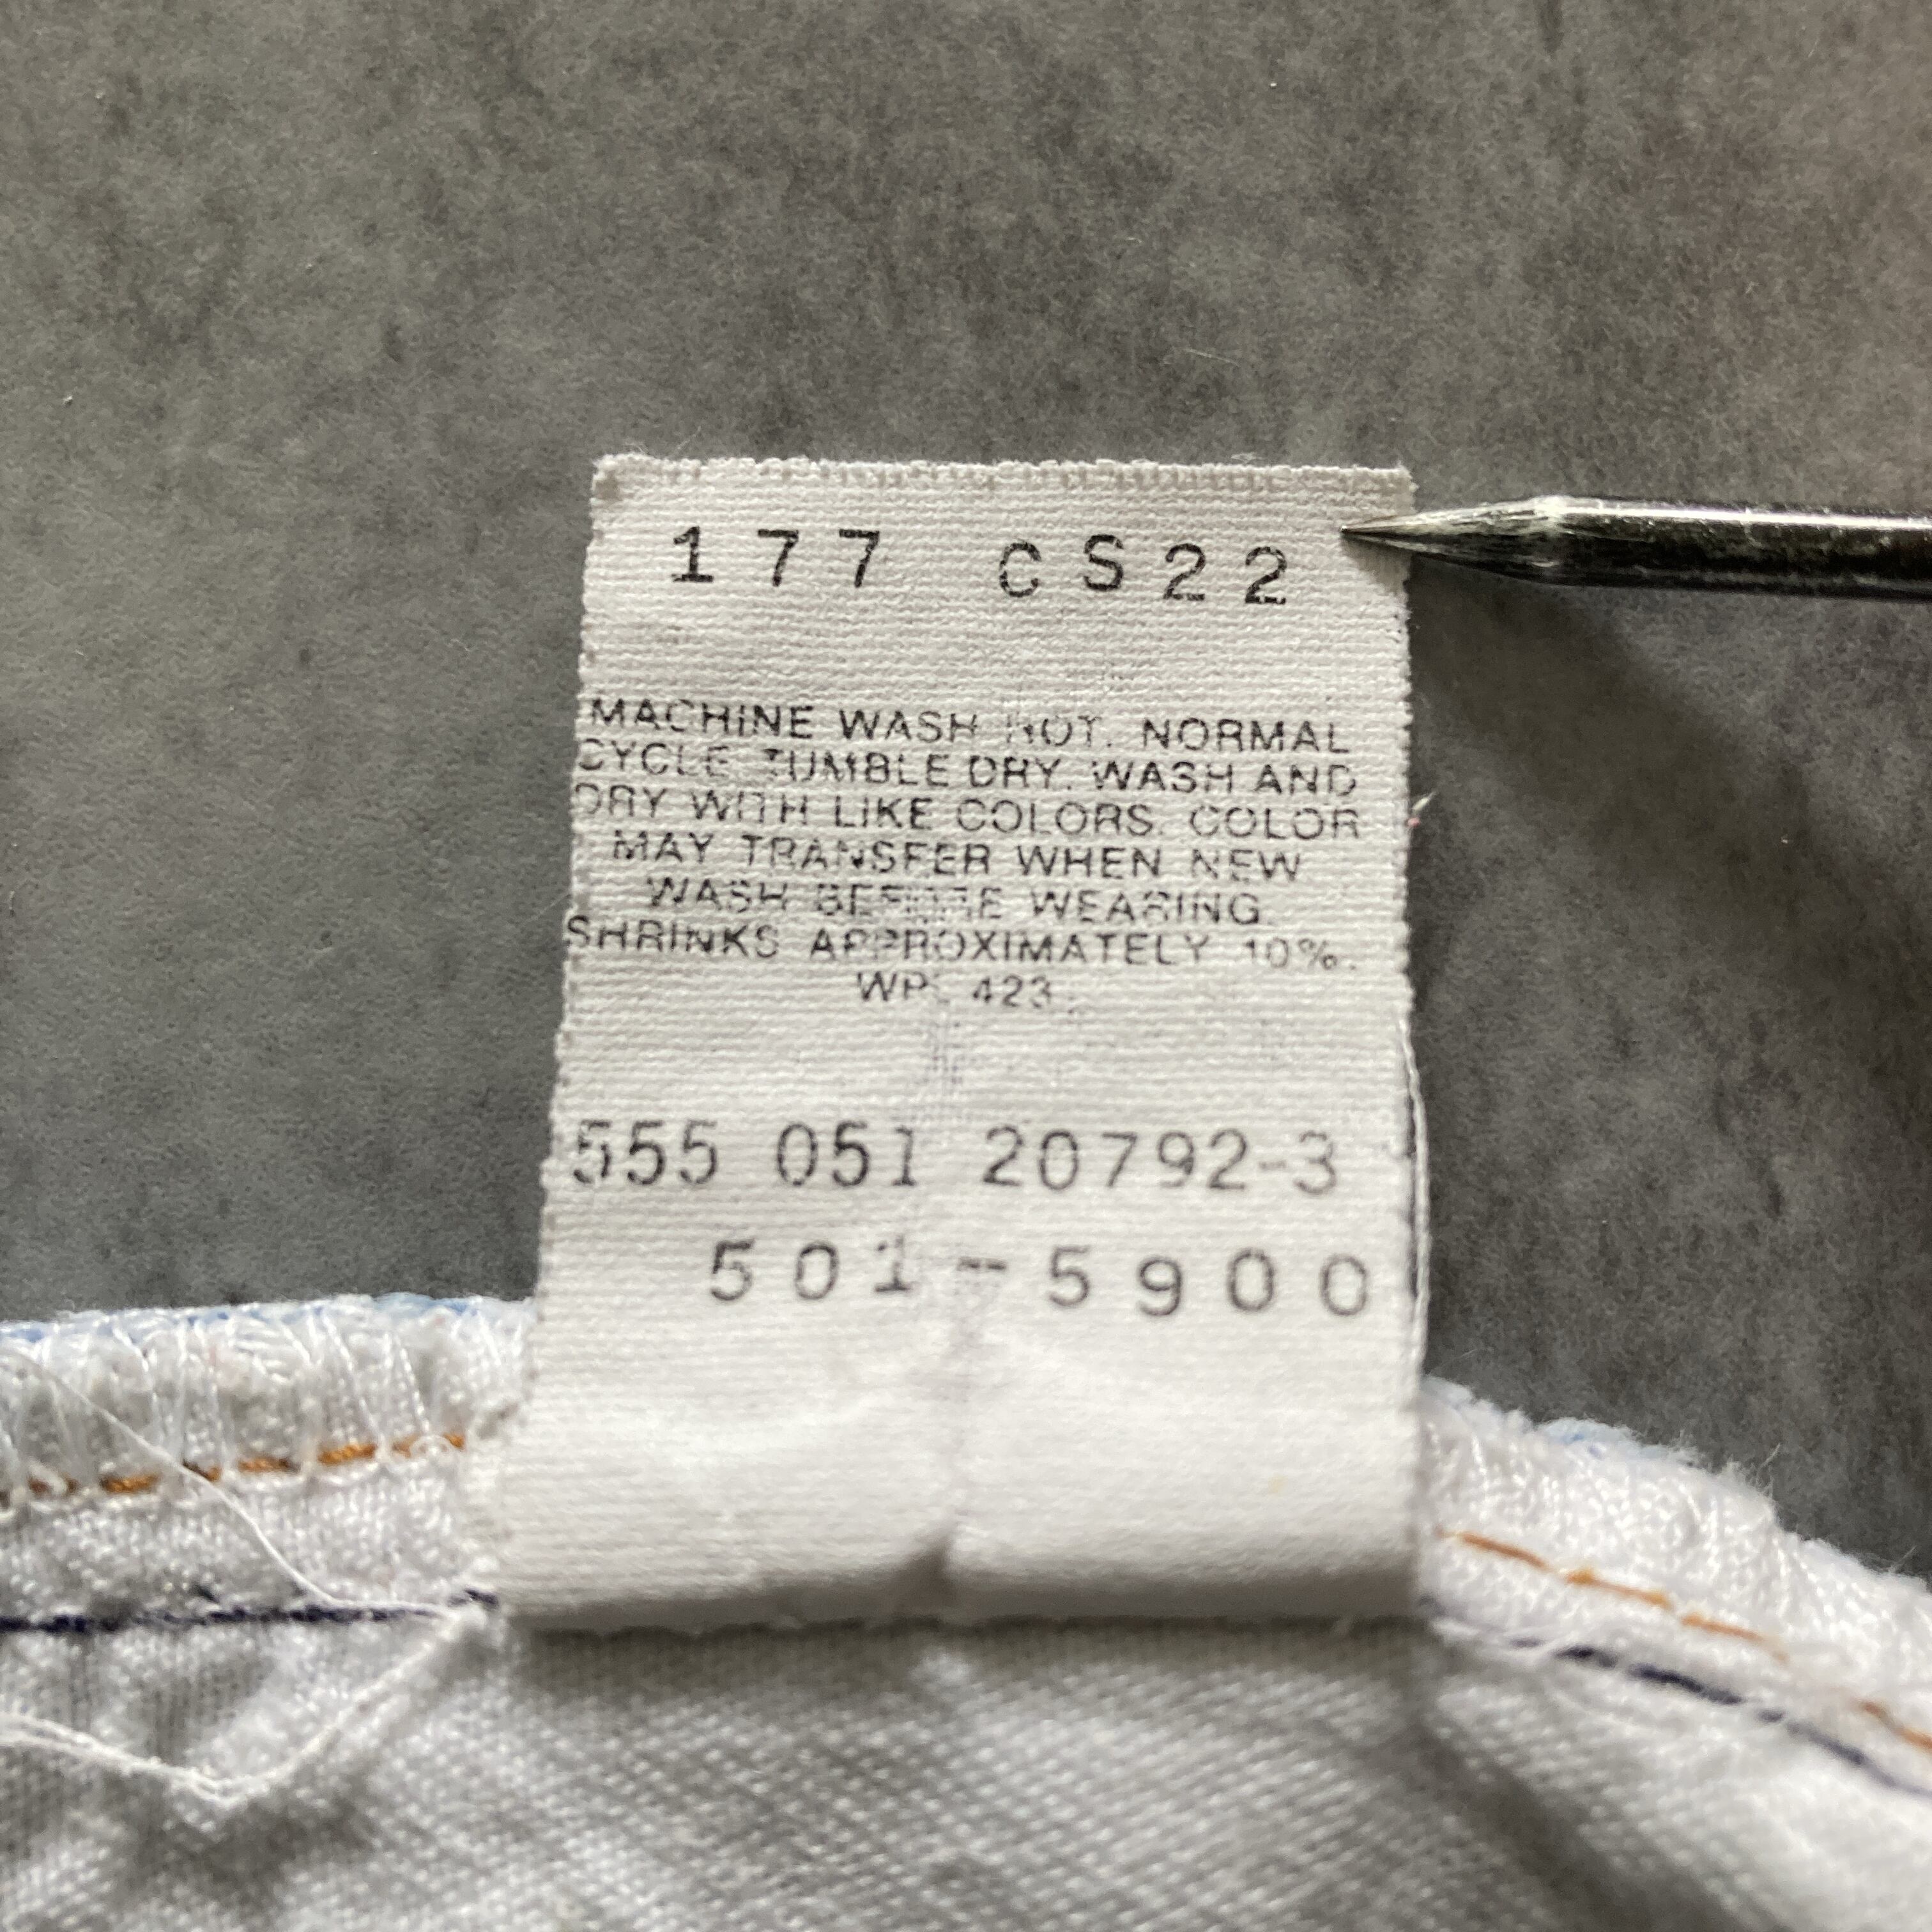 177 CS22
MACHINE WASH HOT. NORMAL
CYCLE TUMBLE DRY. WASH AND
DRY WITH LIKE COLORS. COLOR
MAY TRANSFER WHEN NEW
WASH BEFORE WEARING.
SHRINKS APPROXIMATELY 10%.
WPL 423
555 051 20792-3
501-5900